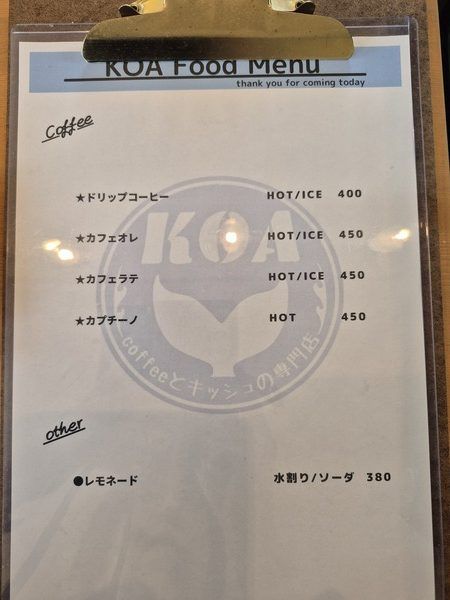 KOA Food Menu
thank you for coming today
Coffee
★ドリップコーヒー HOT/ICE 400
★カフェオレ HOT/ICE 450
★カフェラテ HOT/ICE 450
★カプチーノ HOT 450
KOA
coffeeとキッシュの専門店
other
●レモネード 水割り/ソーダ 380